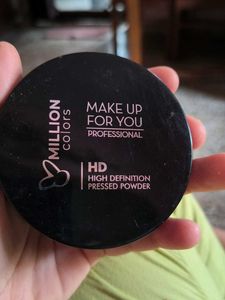 MILLION
colors
MAKE UP
FOR YOU
PROFESSIONAL
HD
HIGH DEFINITION
PRESSED POWDER